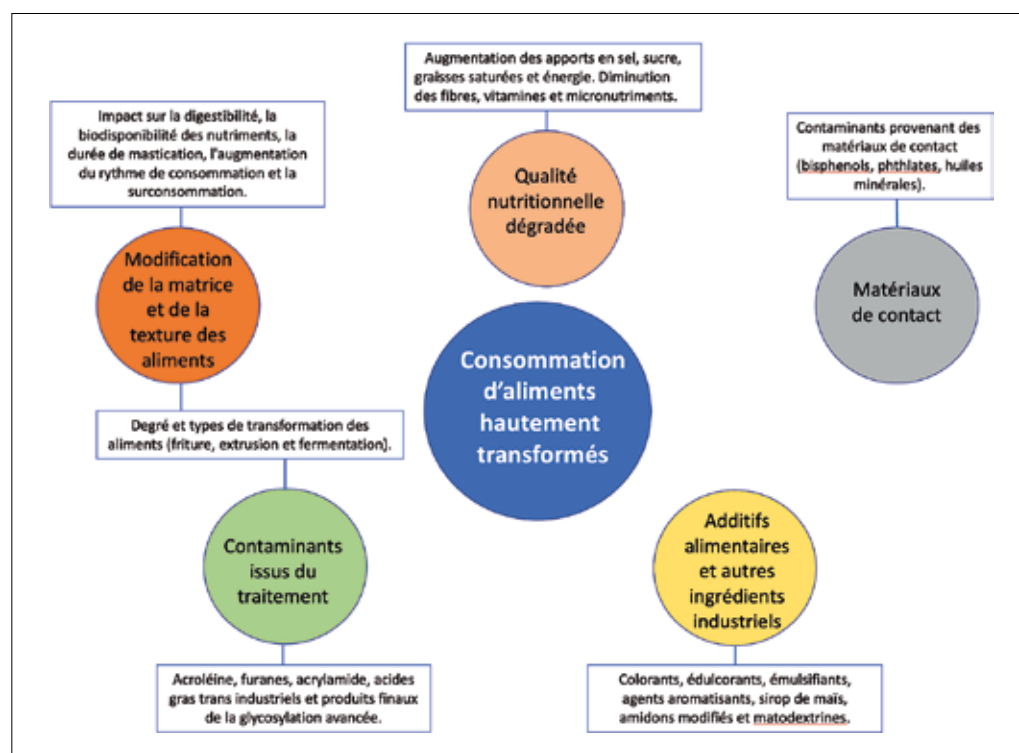 Augmentation des apports en sel, sucre,
graisses saturées et énergie. Diminution
des fibres, vitamines et micronutriments.
Impact sur la digestibilité, la
biodisponibilité des nutriments, la
durée de mastication, l'augmentation
du rythme de consommation et la
surconsommation.
Contaminants provenant des
matériaux de contact
(bisphenols, phthlates, huiles
minérales).
Qualité
nutritionnelle
dégradée
Modification
de la matrice
et de la
texture des
aliments
Matériaux
de contact
Consommation
d'aliments
hautement
transformés
Degré et types de transformation des
aliments (friture, extrusion et fermentation).
Contaminants
issus du
traitement
Additifs
alimentaires
et autres
ingrédients
industriels
Acroléine, furanes, acrylamide, acides
gras trans industriels et produits finaux
de la glycosylation avancée.
Colorants, édulcorants, émulsifiants,
agents aromatisants, sirop de maïs,
amidons modifiés et matodextrines.